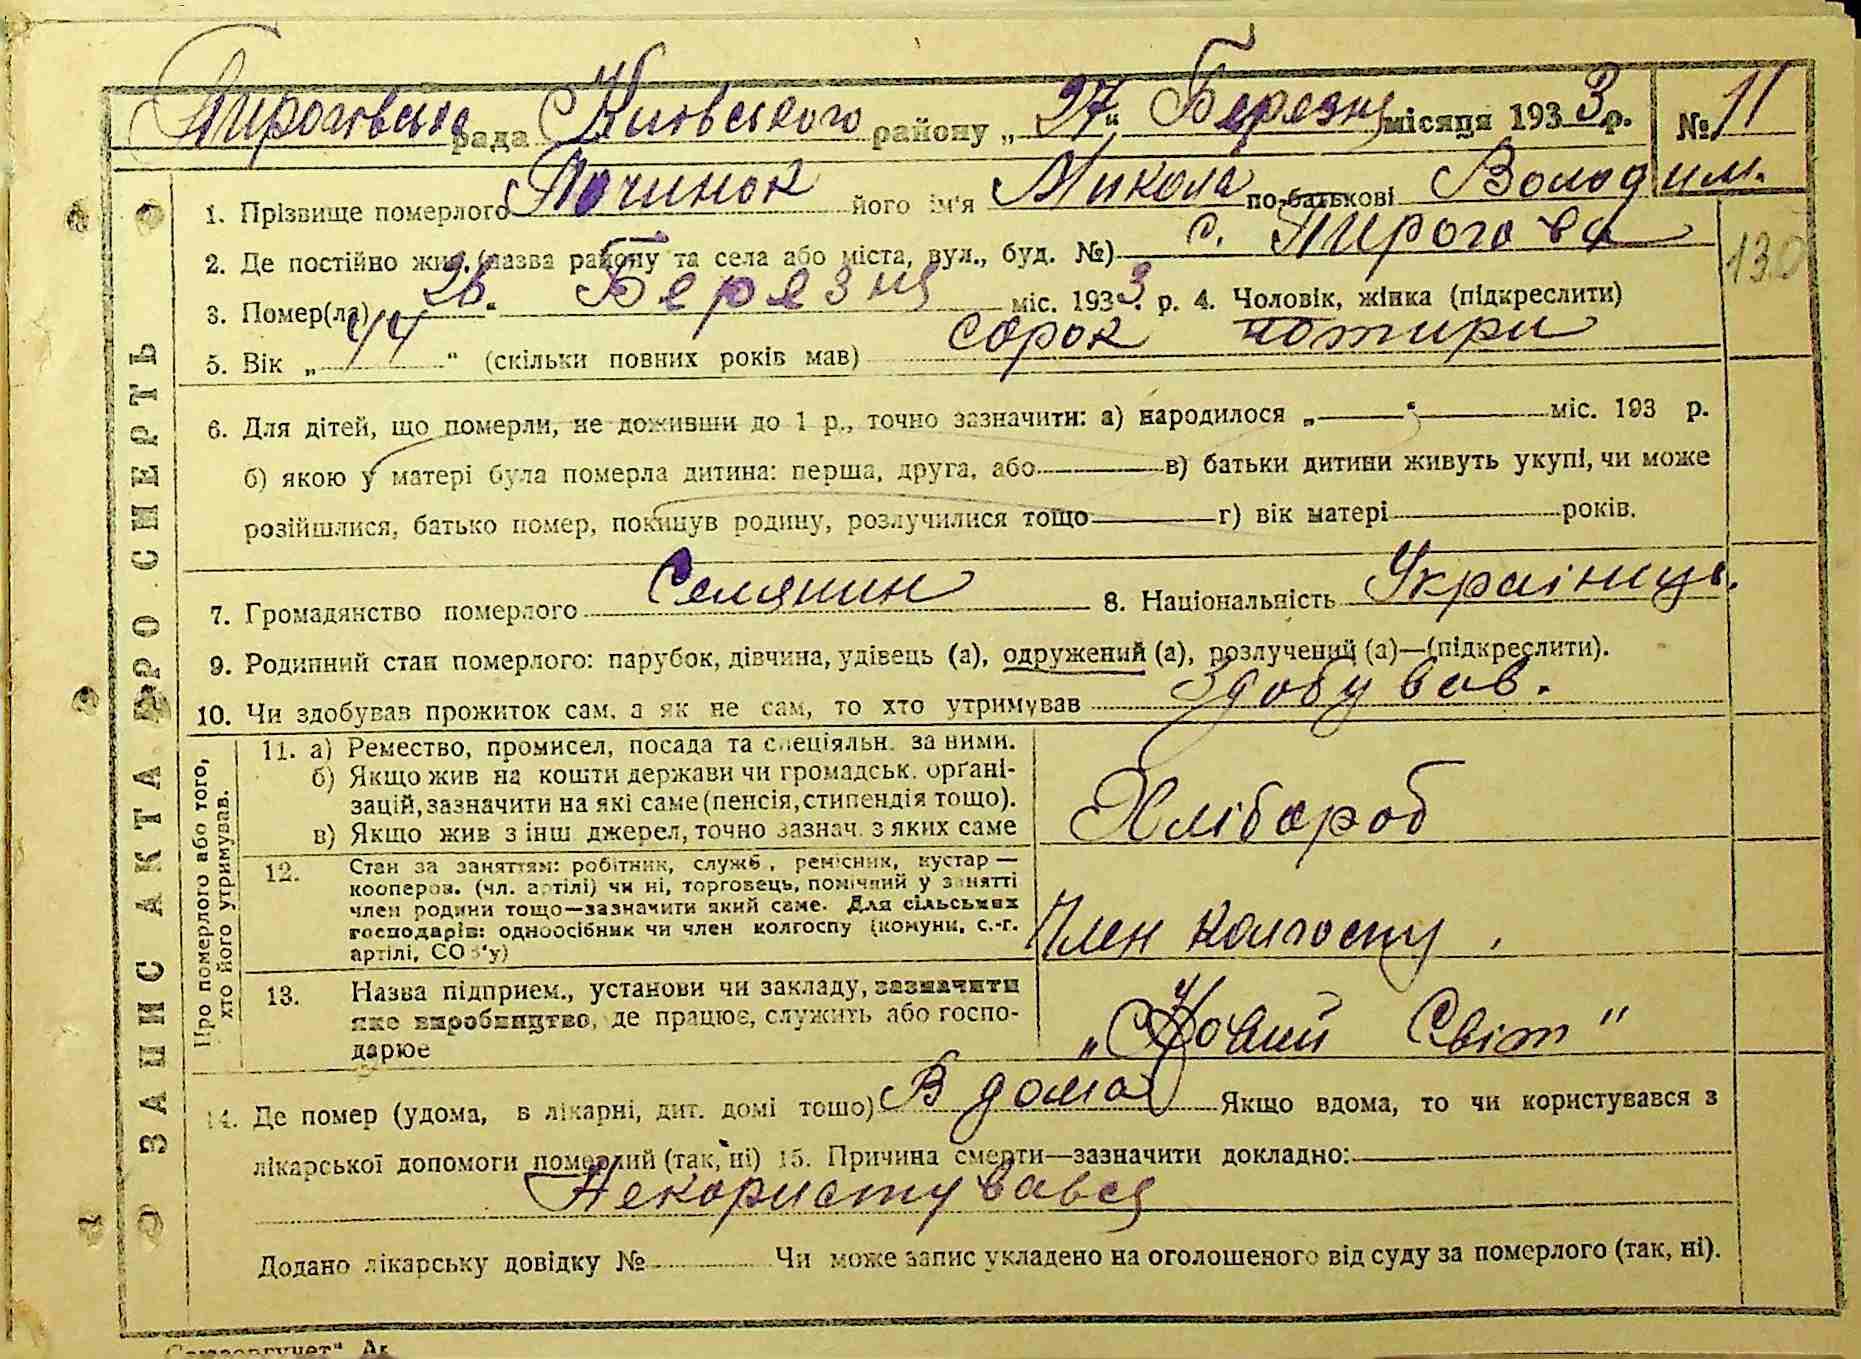 Пирогівська рада Київського району „27“ Березня місяця 1933 р. № 11
1. Прізвище померлого Починок його ім'я Микола по-батькові Володим.
2. Де постійно жив, (назва району та села або міста, вул., буд. №) с. Пирогова
130
3. Помер(ла) 26. Березня міс. 1933 р. 4. Чоловік, жінка (підкреслити)
5. Вік „44“ (скільки повних років мав) сорок чотири
6. Для дітей, що померли, не доживши до 1 р., точно зазначити: а) народилося „—“ — міс. 193 р.
б) якою у матері була померла дитина: перша, друга, або — в) батьки дитини живуть укупі, чи може
розійшлися, батько помер, покинув родину, розлучилися тощо — г) вік матері — років.
7. Громадянство померлого Селянин 8. Національність Українць.
9. Родинний стан померлого: парубок, дівчина, удівець (а), одружений (а), розлучений (а)—(підкреслити).
10. Чи здобував прожиток сам, а як не сам, то хто утримував Здобував.
ЗАПИС АКТА ПРО СМЕРТЬ
Про померлого або того,
хто його утримував.
11. а) Ремество, промисел, посада та спеціяльн. за ними.
б) Якщо жив на кошти держави чи громадськ. органі-
зацій, зазначити на які саме (пенсія, стипендія тощо).
в) Якщо жив з інш. джерел, точно зазнач. з яких саме
Хлібороб
12. Стан за заняттям: робітник, служб., ремісник, кустар —
кооперов. (чл. артілі) чи ні, торговець, помічний у занятті
член родини тощо—зазначити який саме. Для сільських
господарів: одноосібник чи член колгоспу (комуни, с.-г.
артілі, СОЗ'у)
Член колгоспу.
13. Назва підприєм., установи чи закладу, зазначити
яке виробництво, де працює, служить або госпо-
дарює
„Новий Світ“
14. Де помер (удома, в лікарні, дит. домі тощо) В дома Якщо вдома, то чи користувався з
лікарської допомоги померлий (так, ні) 15. Причина смерти—зазначити докладно: —
Некористувався
Додано лікарську довідку № Чи може запис укладено на оголошеного від суду за померлого (так, ні).